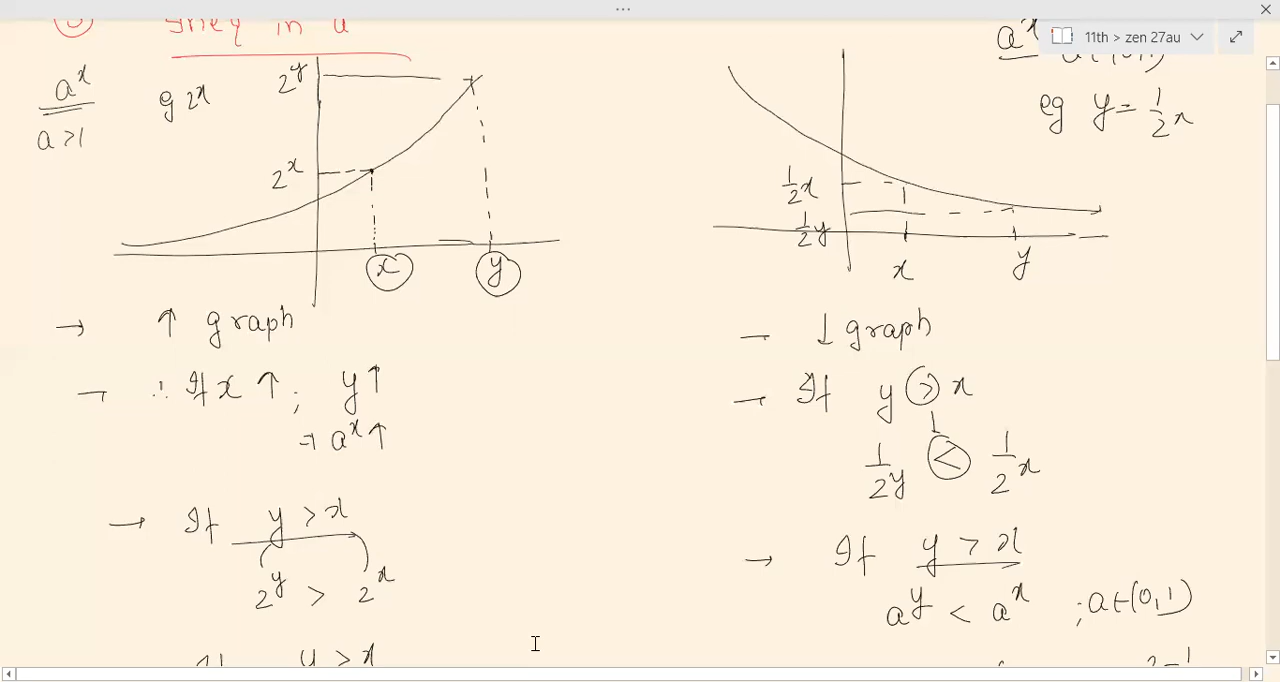 11th > zen 27au
a^x
a>1
g 2^x
2^y
2^x
x
y
→ ↑ graph
→ ∴ If x ↑ ; y↑
→ a^x ↑
→ If y > x
2^y > 2^x
y > x
a^x
eg y = 1/2^x
1/2^x
1/2^y
x
y
- ↓ graph
- If y > x
1/2^y < 1/2^x
→ If y > x
a^y < a^x ; a∈(0,1)